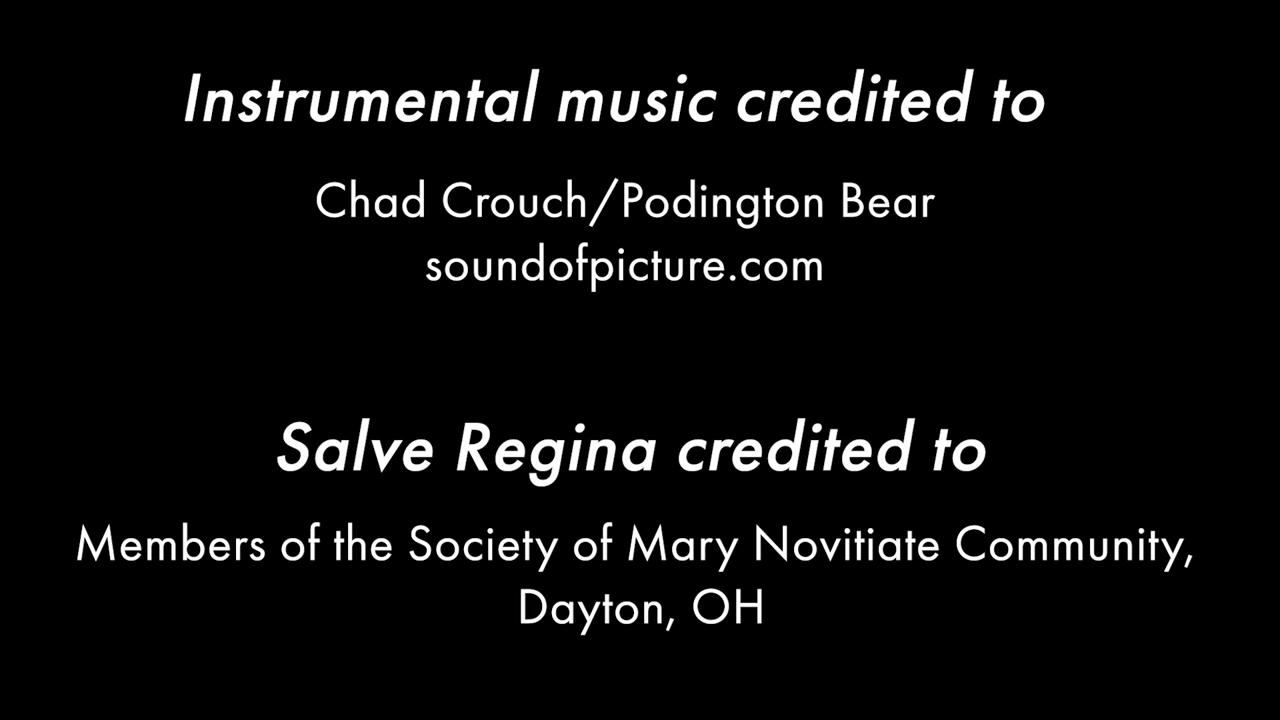 Instrumental music credited to
Chad Crouch/Podington Bear
soundofpicture.com
Salve Regina credited to
Members of the Society of Mary Novitiate Community,
Dayton, OH